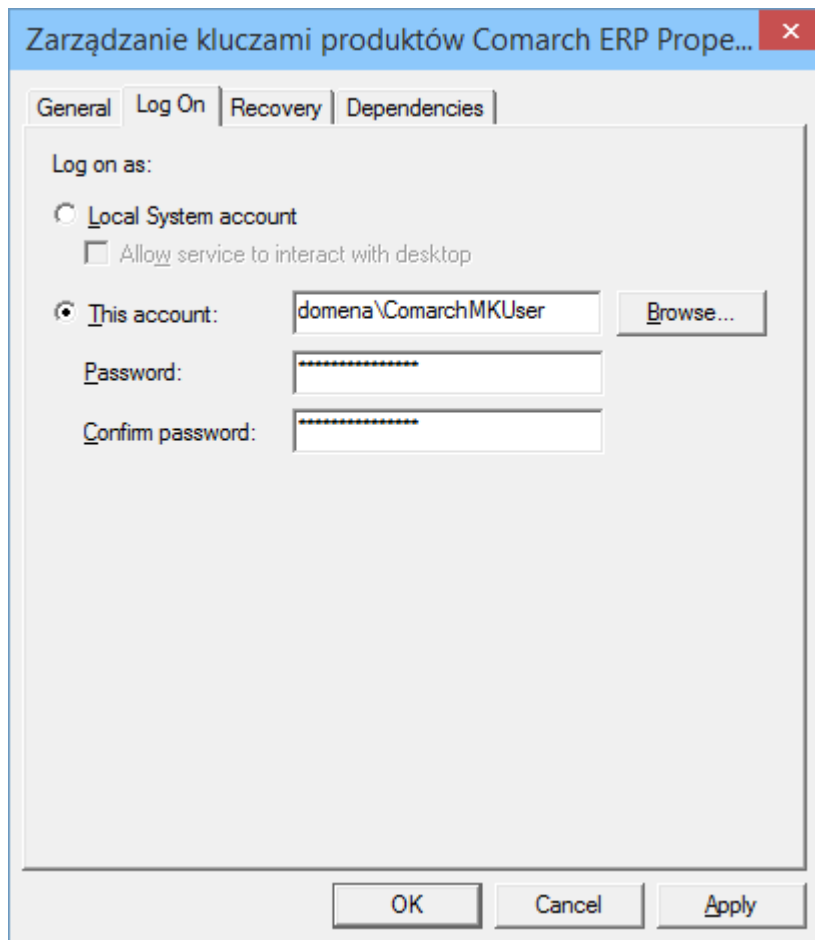 Zarządzanie kluczami produktów Comarch ERP Prope...
General Log On Recovery Dependencies
Log on as:
Local System account
Allow service to interact with desktop
This account: domena\ComarchMKUser Browse...
Password: ***************
Confirm password: ***************
OK Cancel Apply